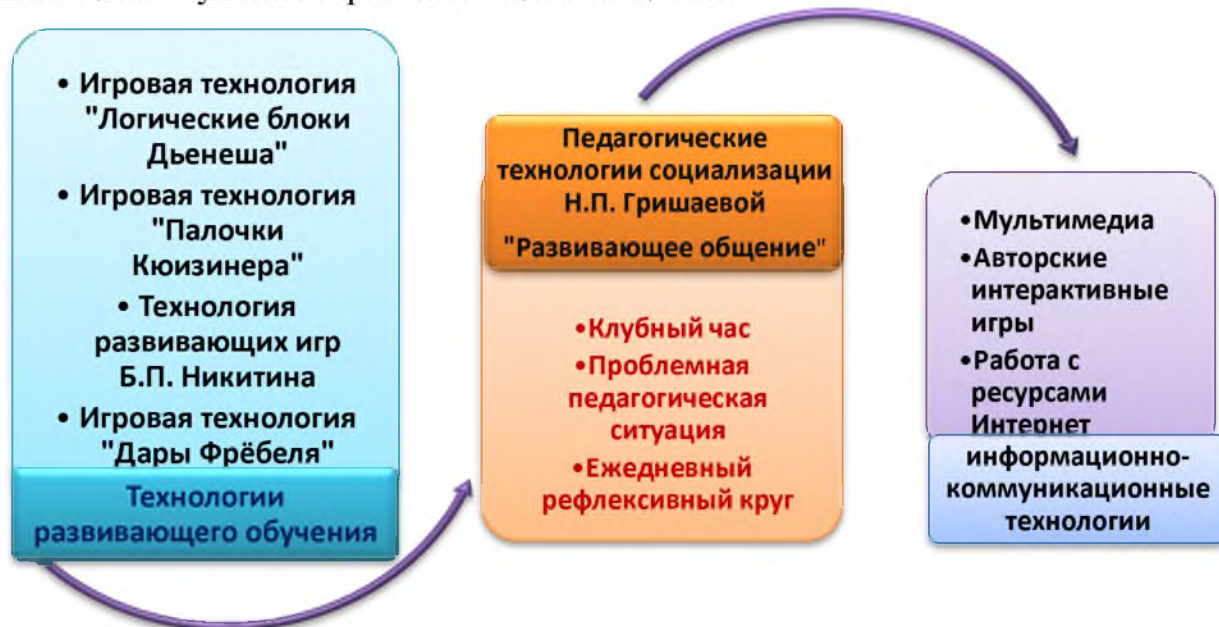 • Игровая технология
"Логические блоки
Дьенеша"
• Игровая технология
"Палочки
Кюизинера"
• Технология
развивающих игр
Б.П. Никитина
• Игровая технология
"Дары Фрёбеля"
Технологии
развивающего обучения
Педагогические
технологии социализации
Н.П. Гришаевой
"Развивающее общение"
•Клубный час
•Проблемная
педагогическая
ситуация
•Ежедневный
рефлексивный круг
•Мультимедиа
•Авторские
интерактивные
игры
•Работа с
ресурсами
Интернет
информационно-
коммуникационные
технологии